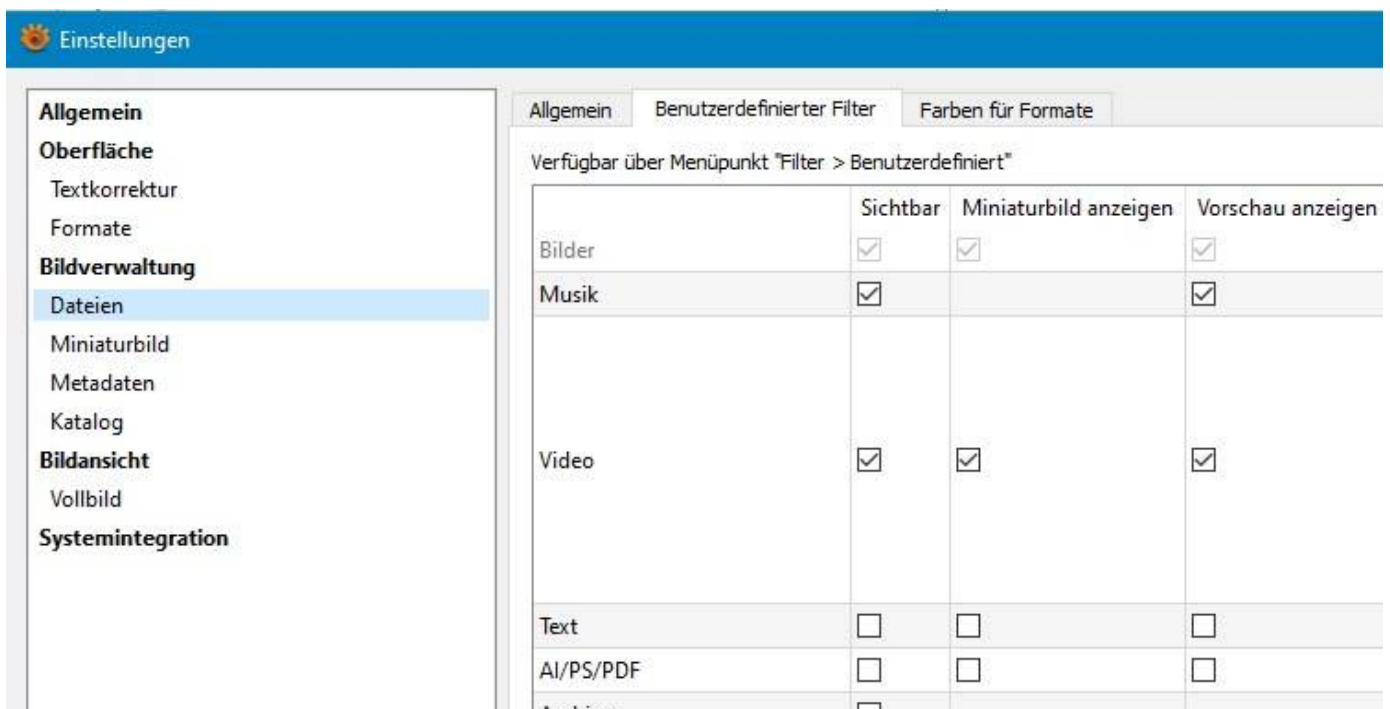 Einstellungen
Allgemein
Oberfläche
Textkorrektur
Formate
Bildverwaltung
Dateien
Miniaturbild
Metadaten
Katalog
Bildansicht
Vollbild
Systemintegration
Allgemein Benutzerdefinierter Filter Farben für Formate
Verfügbar über Menüpunkt "Filter > Benutzerdefiniert"
Sichtbar Miniaturbild anzeigen Vorschau anzeigen
Bilder
Musik
Video
Text
AI/PS/PDF